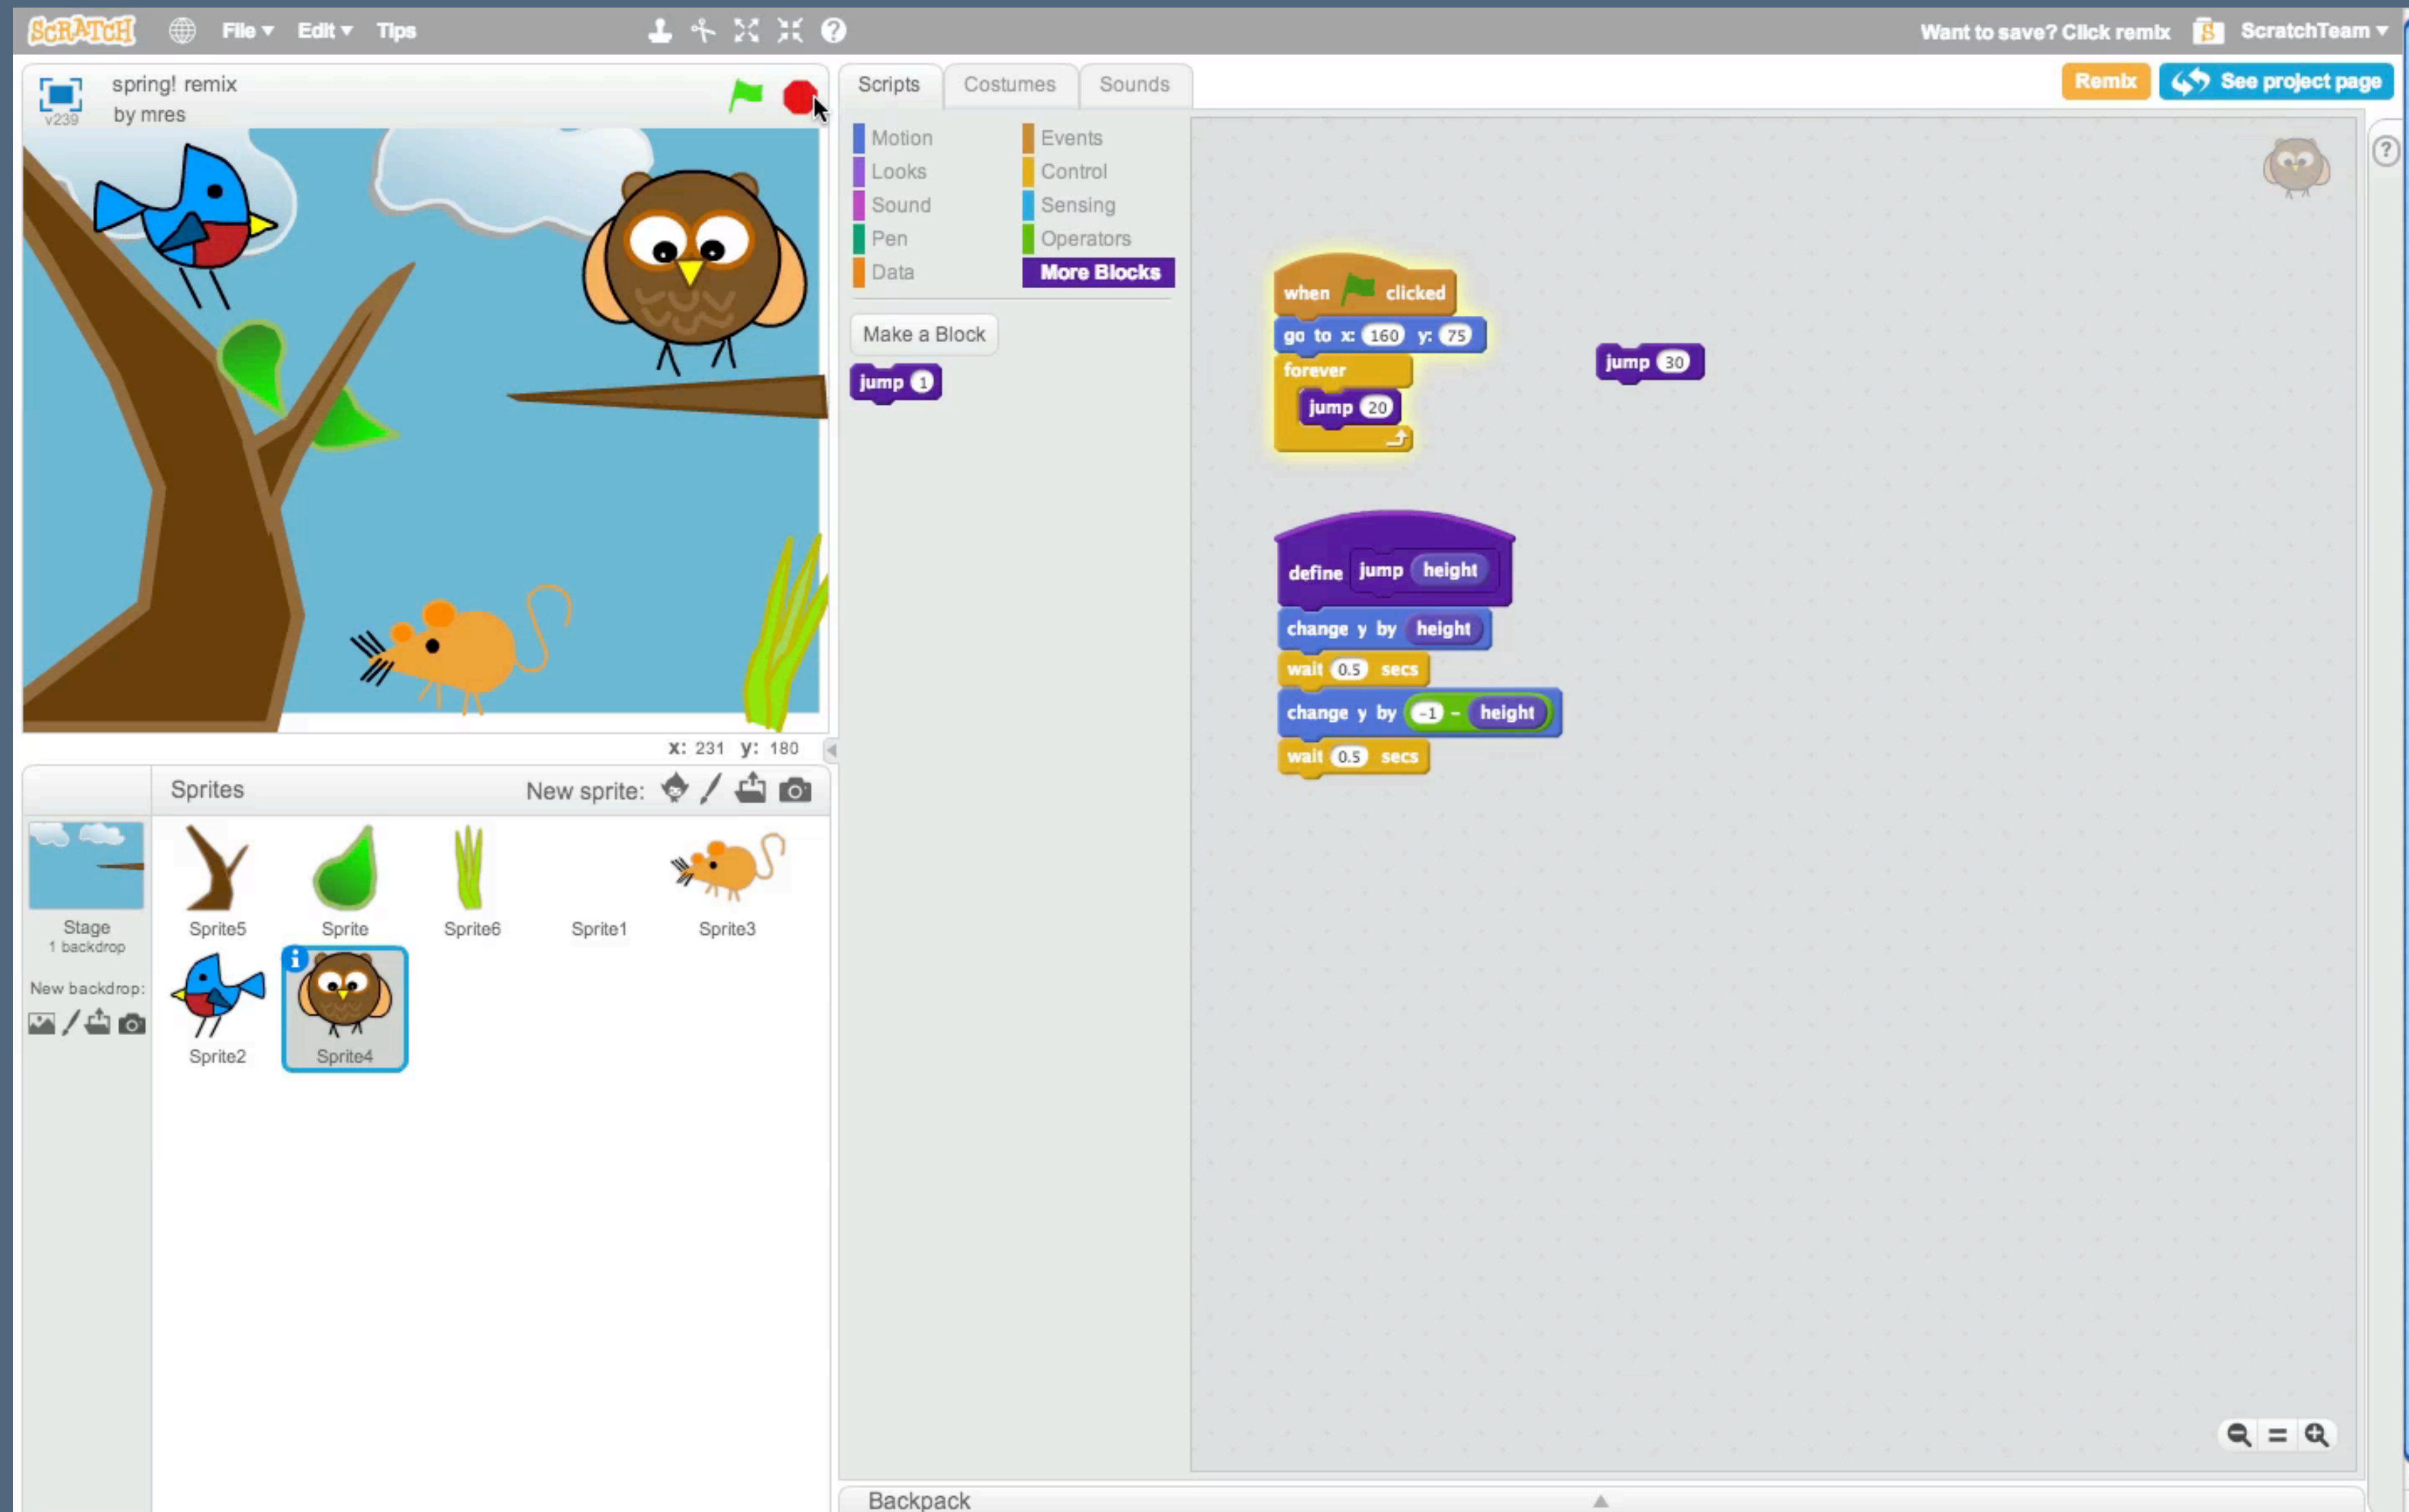 SCRATCH File Edit Tips
Want to save? Click remix ScratchTeam
spring! remix
by mres
v239
Scripts Costumes Sounds
Remix See project page
Motion Events
Looks Control
Sound Sensing
Pen Operators
Data More Blocks
Make a Block
jump 1
when clicked
go to x: 160 y: 75
forever
jump 20
jump 30
define jump height
change y by height
wait 0.5 secs
change y by -1 - height
wait 0.5 secs
x: 231 y: 180
Sprites New sprite:
Stage
1 backdrop
New backdrop:
Sprite5 Sprite Sprite6 Sprite1 Sprite3
Sprite2 Sprite4
Backpack